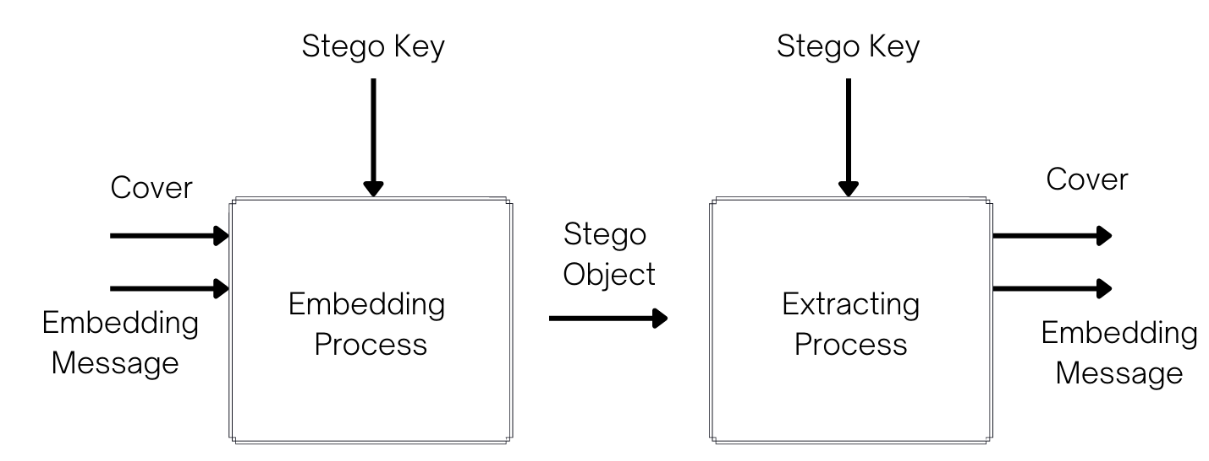 Stego Key
Stego Key
Cover
Cover
Stego
Object
Embedding
Process
Extracting
Process
Embedding
Message
Embedding
Message